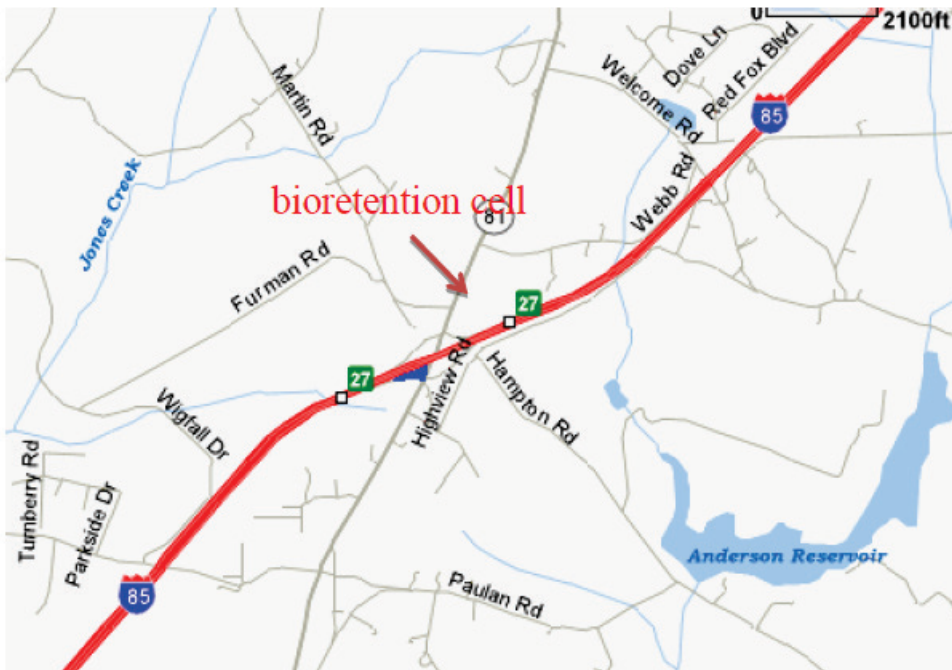 0
2100ft
Dove Ln
Red Fox Blvd
Welcome Rd
85
Martin Rd
Webb Rd
Jones Creek
bioretention cell
81
Furman Rd
27
27
Highview Rd
Hampton Rd
Wigfall Dr
Turnberry Rd
Parkside Dr
Anderson Reservoir
85
Paulan Rd